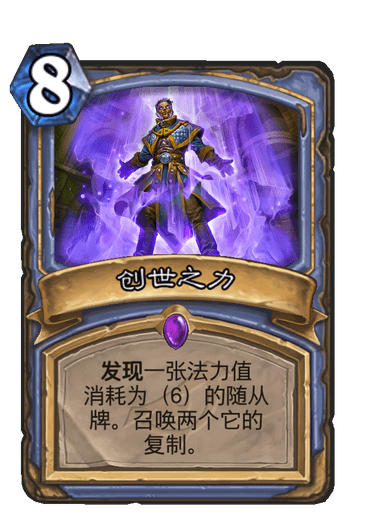 8
创世之力
发现一张法力值
消耗为（6）的随从
牌。召唤两个它的
复制。